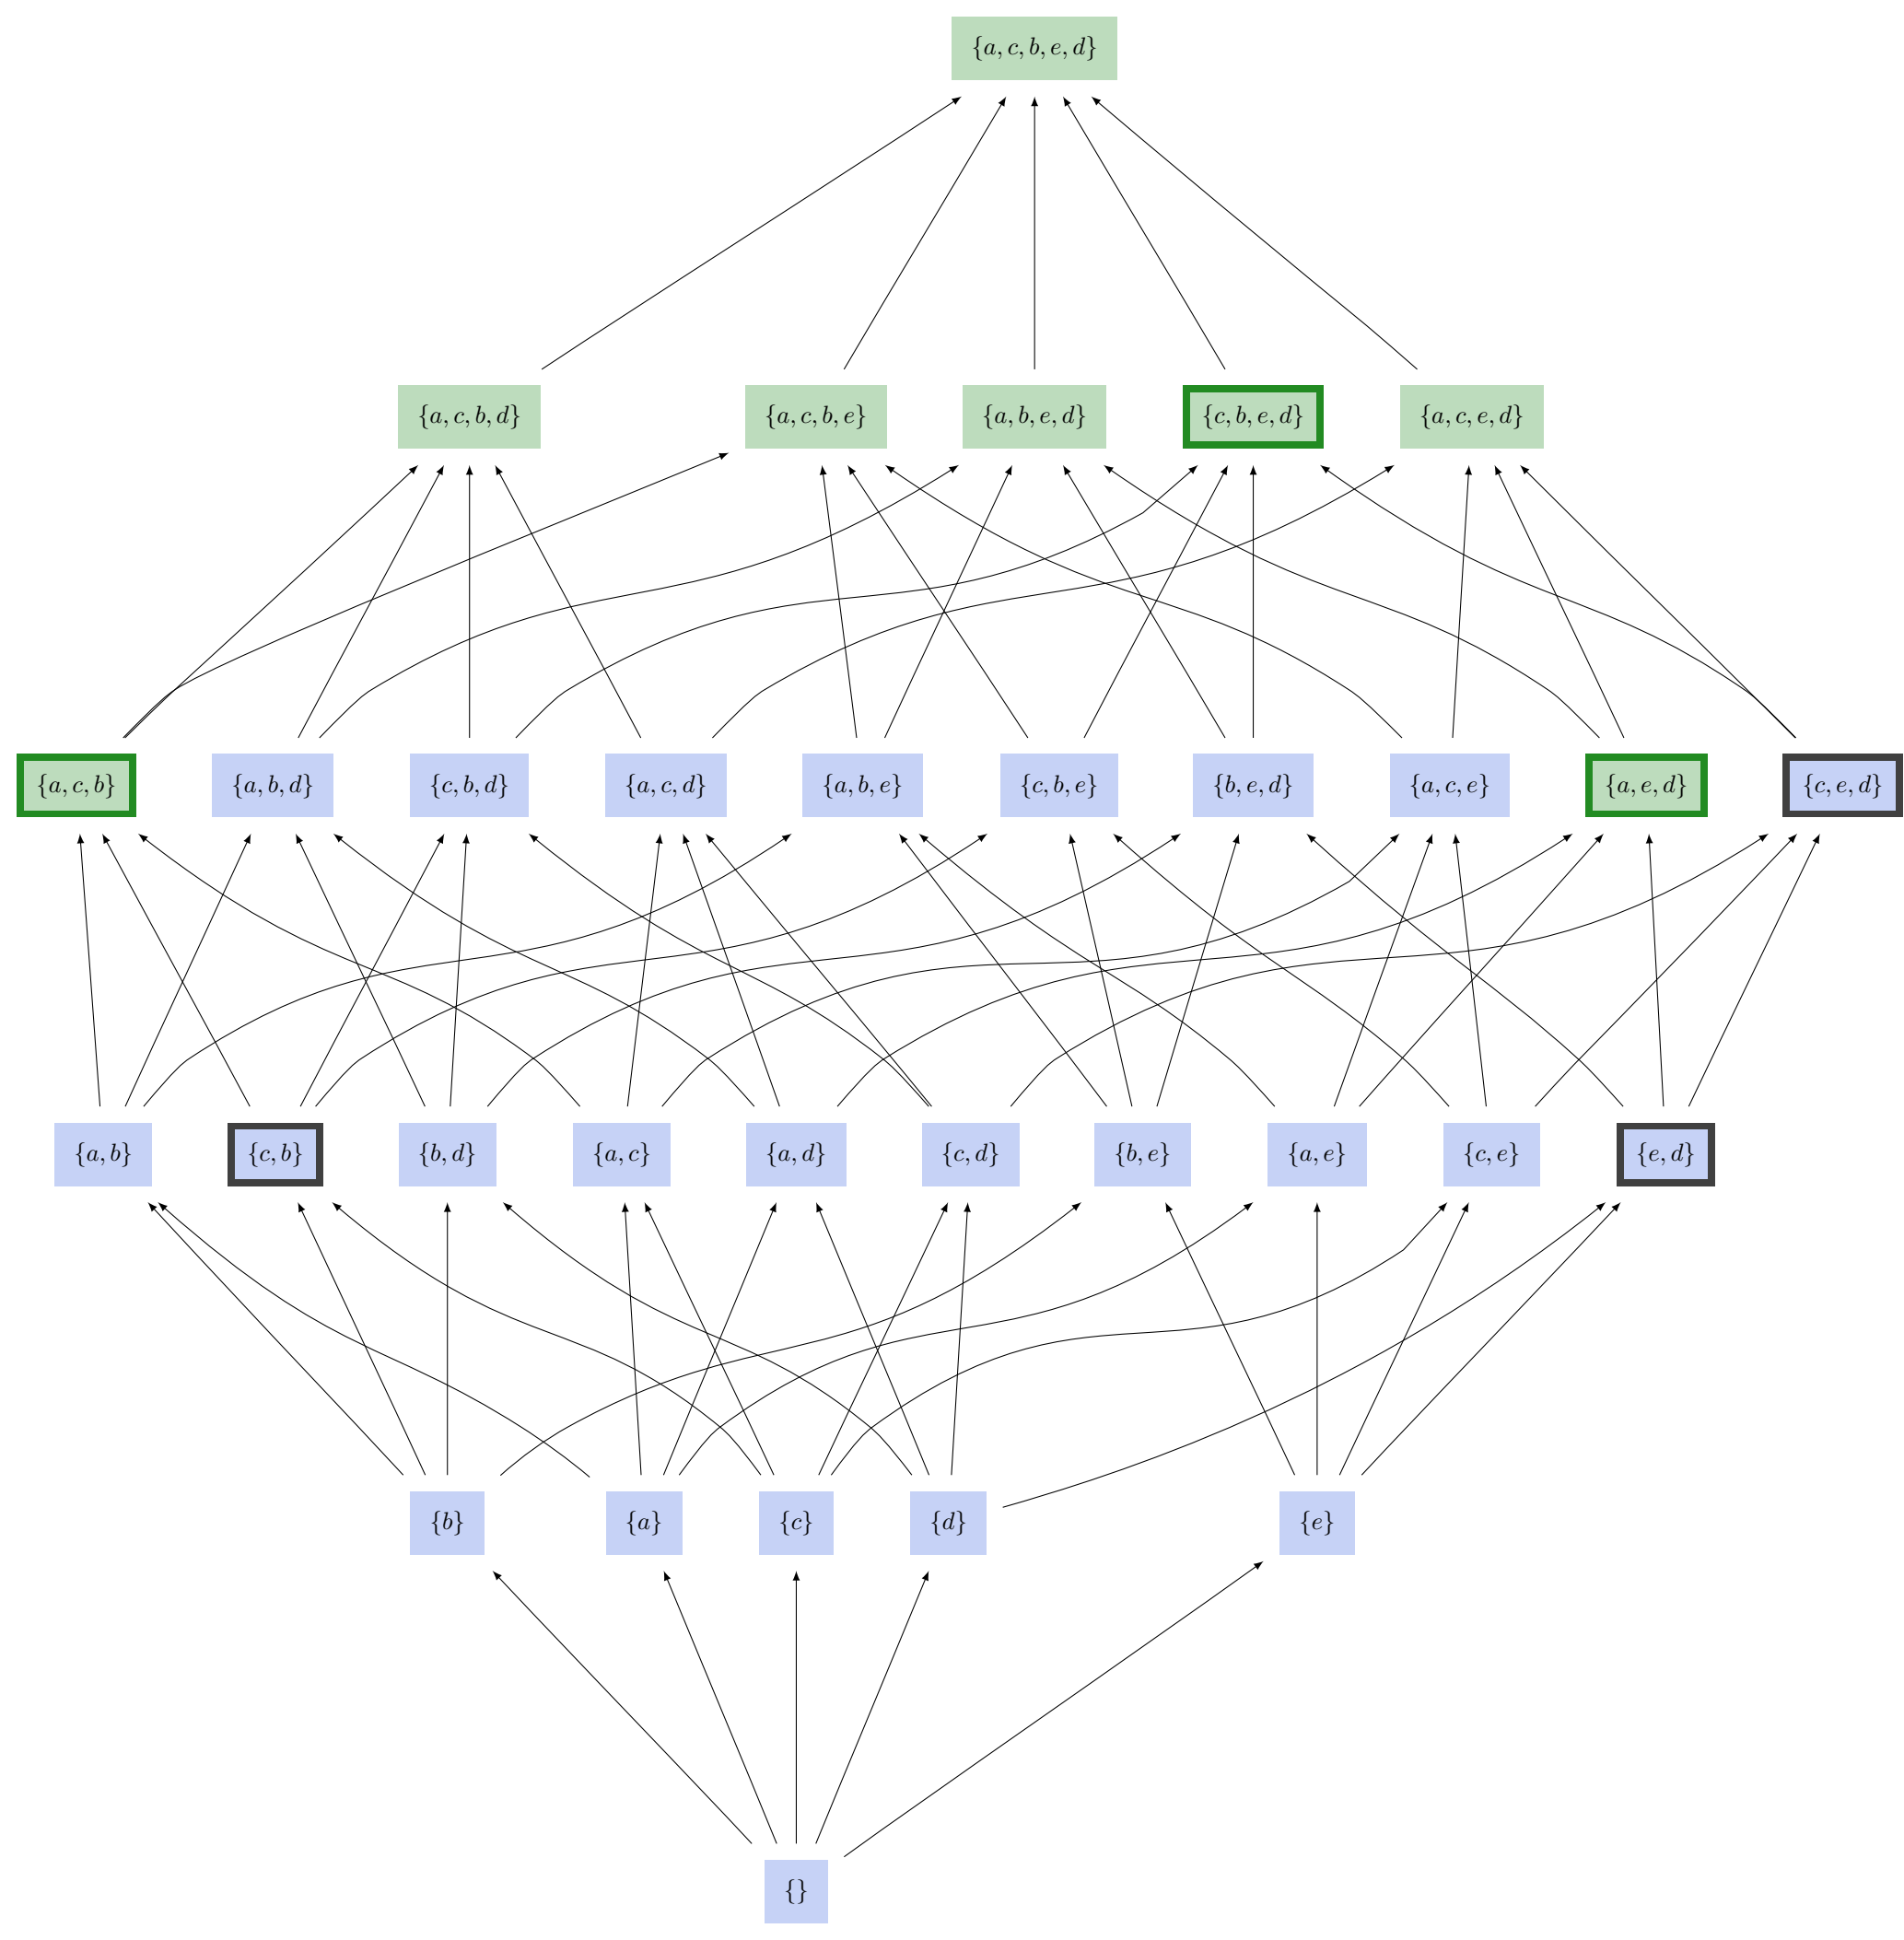 {a, c, b, e, d}
{a, c, b, d} {a, c, b, e} {a, b, e, d} {c, b, e, d} {a, c, e, d}
{a, c, b} {a, b, d} {c, b, d} {a, c, d} {a, b, e} {c, b, e} {b, e, d} {a, c, e} {a, e, d} {c, e, d}
{a, b} {c, b} {b, d} {a, c} {a, d} {c, d} {b, e} {a, e} {c, e} {e, d}
{b} {a} {c} {d} {e}
{}